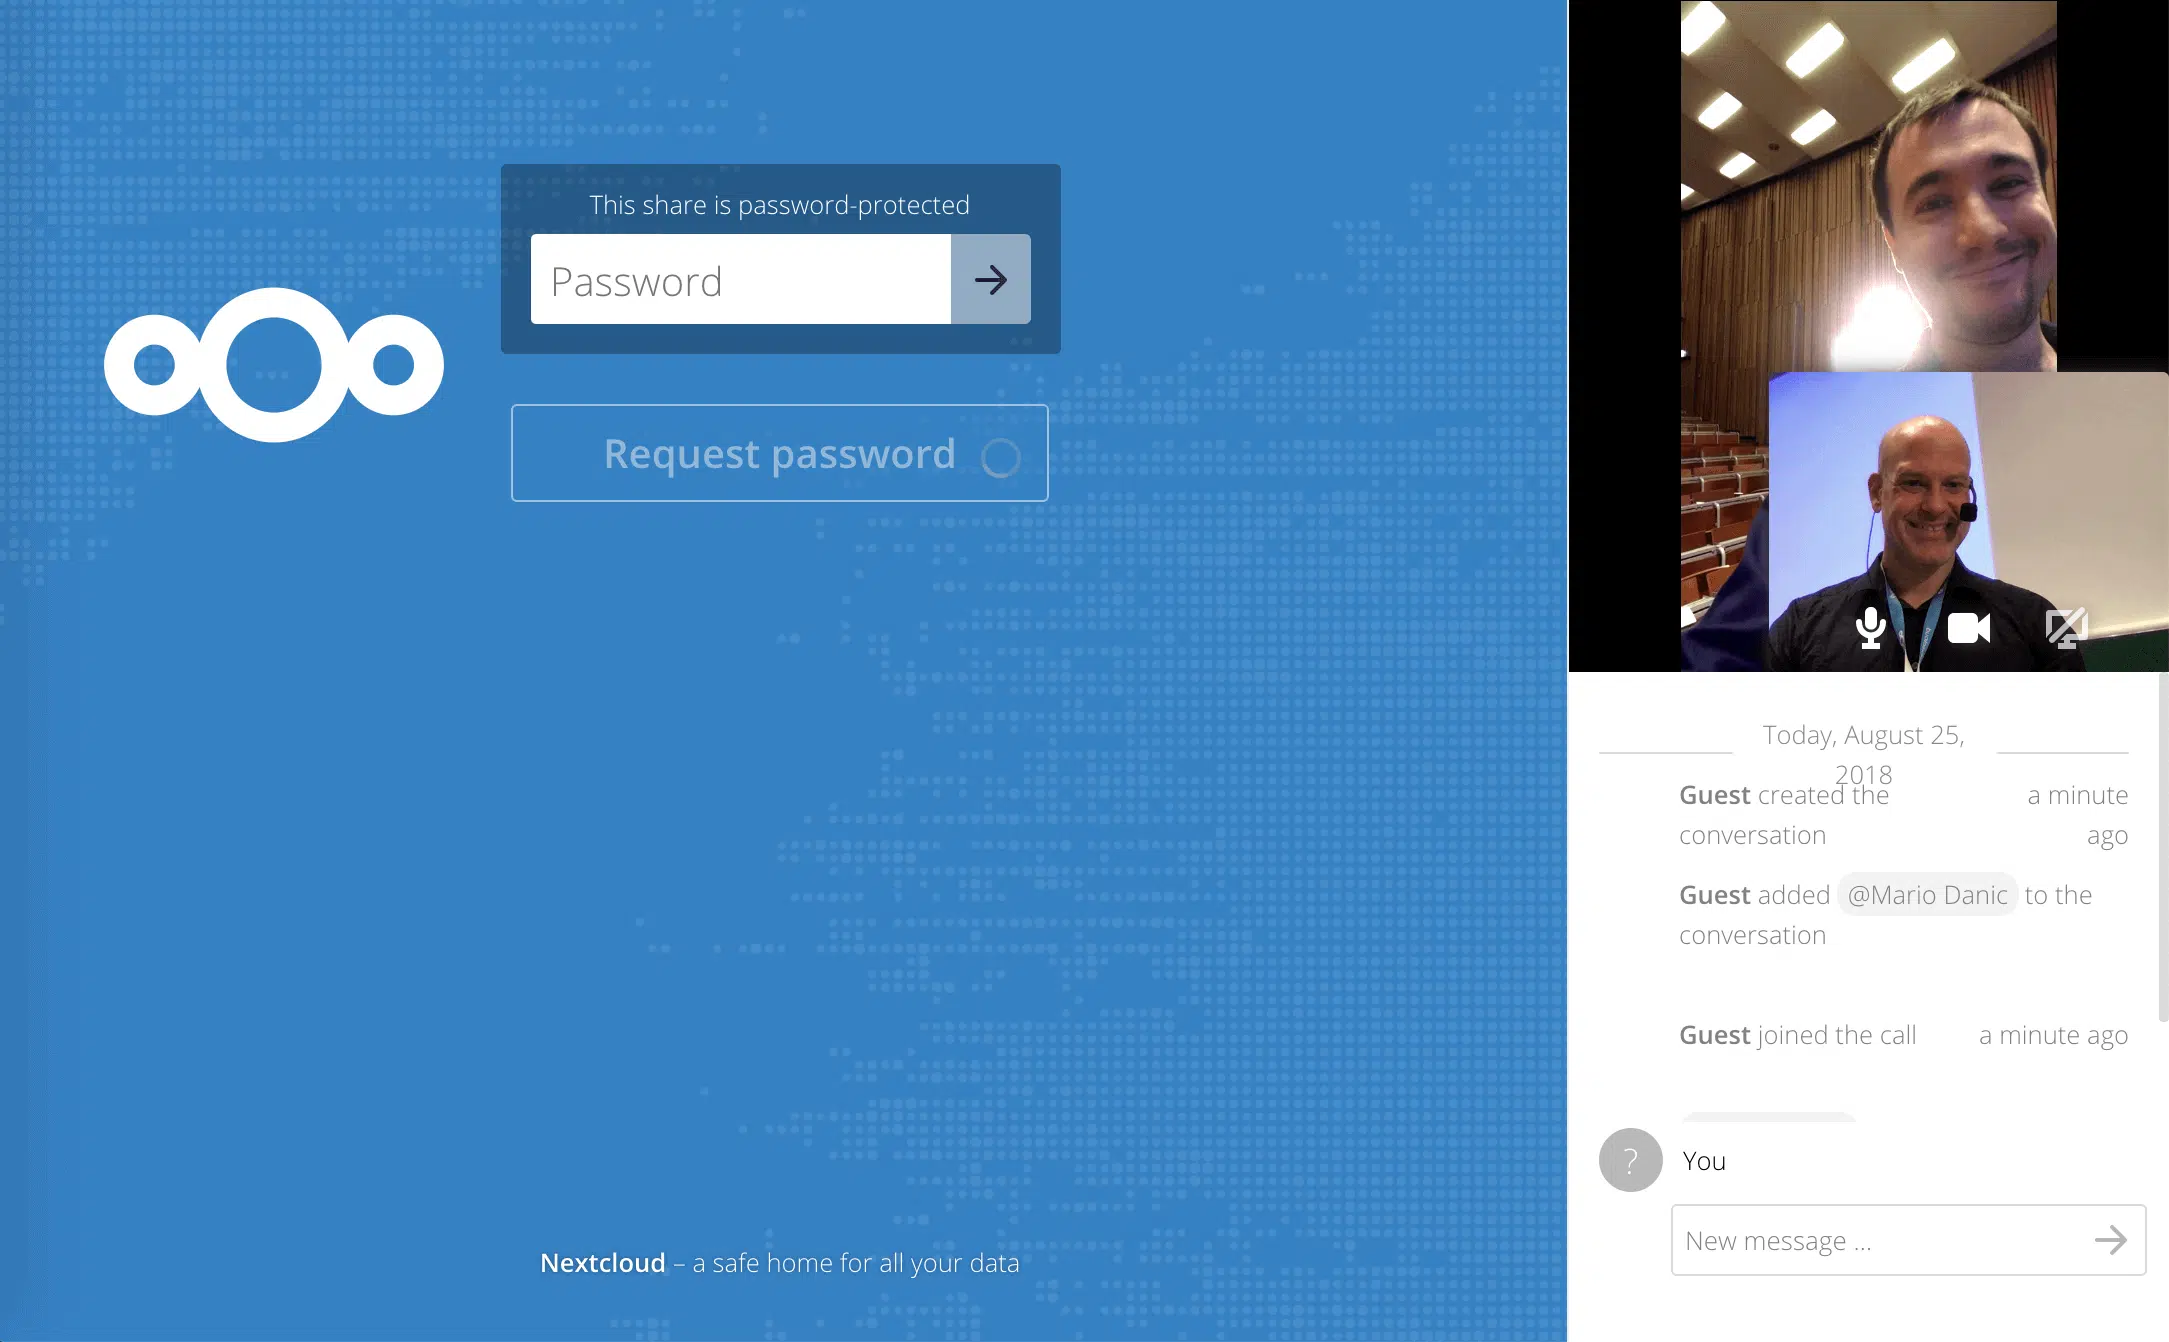 This share is password-protected
Password
Request password
Nextcloud – a safe home for all your data
Today, August 25,
2018
Guest created the
conversation
a minute
ago
Guest added @Mario Danic to the
conversation
Guest joined the call a minute ago
?
You
New message ...